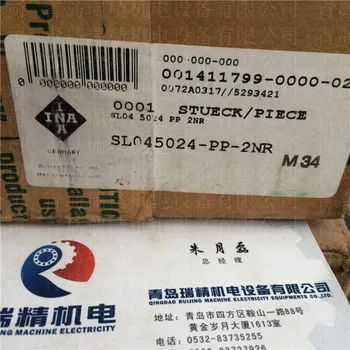 000 000-000
001411799-0000-02
0072A0317//5293421
0001 STUECK/PIECE
SL04 5024 PP 2NR
INA
GERMANY
SL045024-PP-2NR
M34
朱月磊
总经理
瑞精机电
RUIJING MACHINE ELECTRICITY
青岛瑞精机电设备有限公司
QINGDAO RUIJING MACHINE ELECTRICITY EQUIPMENT CO.,LTD
青岛市四方区鞍山一路88号
黄金岁月大厦1613室
电话: 0532-83735255